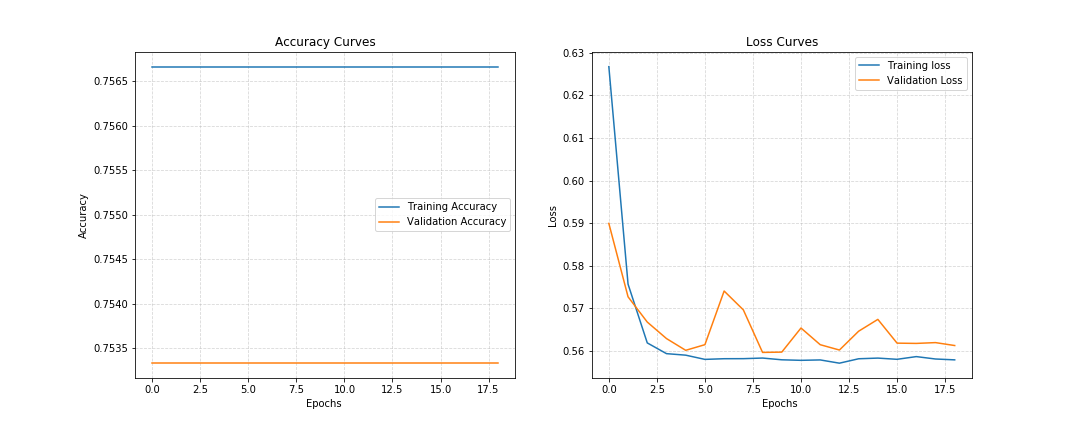 Accuracy Curves
0.7565
0.7560
0.7555
0.7550
0.7545
0.7540
0.7535
Accuracy
Training Accuracy
Validation Accuracy
0.0 2.5 5.0 7.5 10.0 12.5 15.0 17.5
Epochs
Loss Curves
0.63
0.62
0.61
0.60
0.59
0.58
0.57
0.56
Loss
Training loss
Validation Loss
0.0 2.5 5.0 7.5 10.0 12.5 15.0 17.5
Epochs